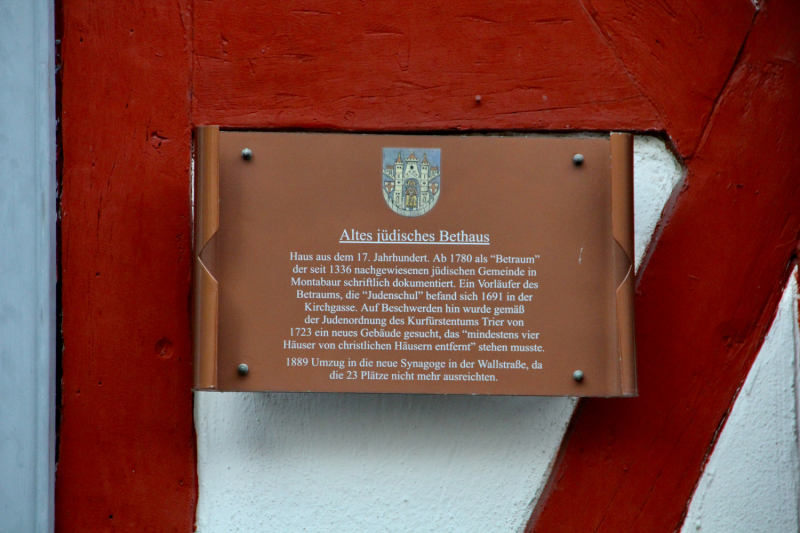 Altes jüdisches Bethaus
Haus aus dem 17. Jahrhundert. Ab 1780 als “Betraum”
der seit 1336 nachgewiesenen jüdischen Gemeinde in
Montabaur schriftlich dokumentiert. Ein Vorläufer des
Betraums, die “Judenschul” befand sich 1691 in der
Kirchgasse. Auf Beschwerden hin wurde gemäß
der Judenordnung des Kurfürstentums Trier von
1723 ein neues Gebäude gesucht, das “mindestens vier
Häuser von christlichen Häusern entfernt” stehen musste.
1889 Umzug in die neue Synagoge in der Wallstraße, da
die 23 Plätze nicht mehr ausreichten.